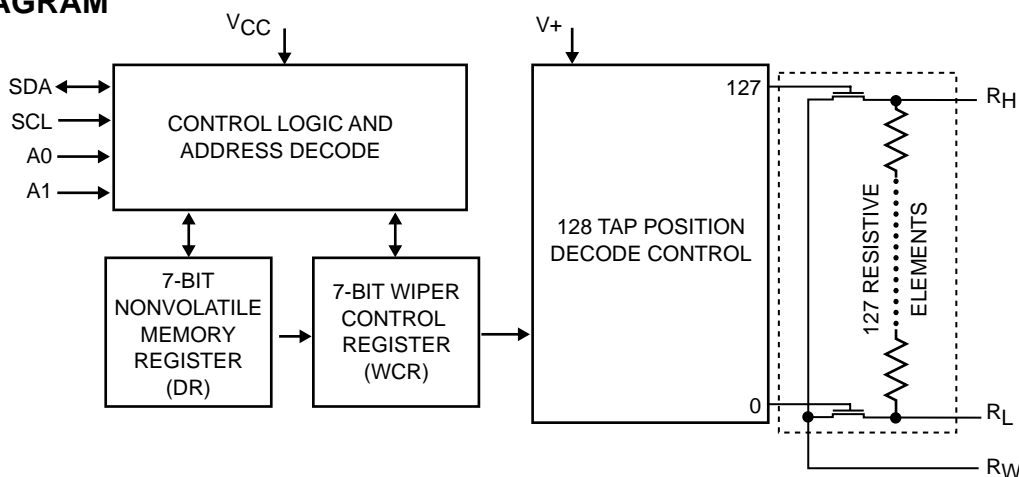 AGRAM
VCC
V+
SDA
SCL
A0
A1
CONTROL LOGIC AND
ADDRESS DECODE
7-BIT
NONVOLATILE
MEMORY
REGISTER
(DR)
7-BIT WIPER
CONTROL
REGISTER
(WCR)
128 TAP POSITION
DECODE CONTROL
127
0
127 RESISTIVE
ELEMENTS
RH
RL
RW